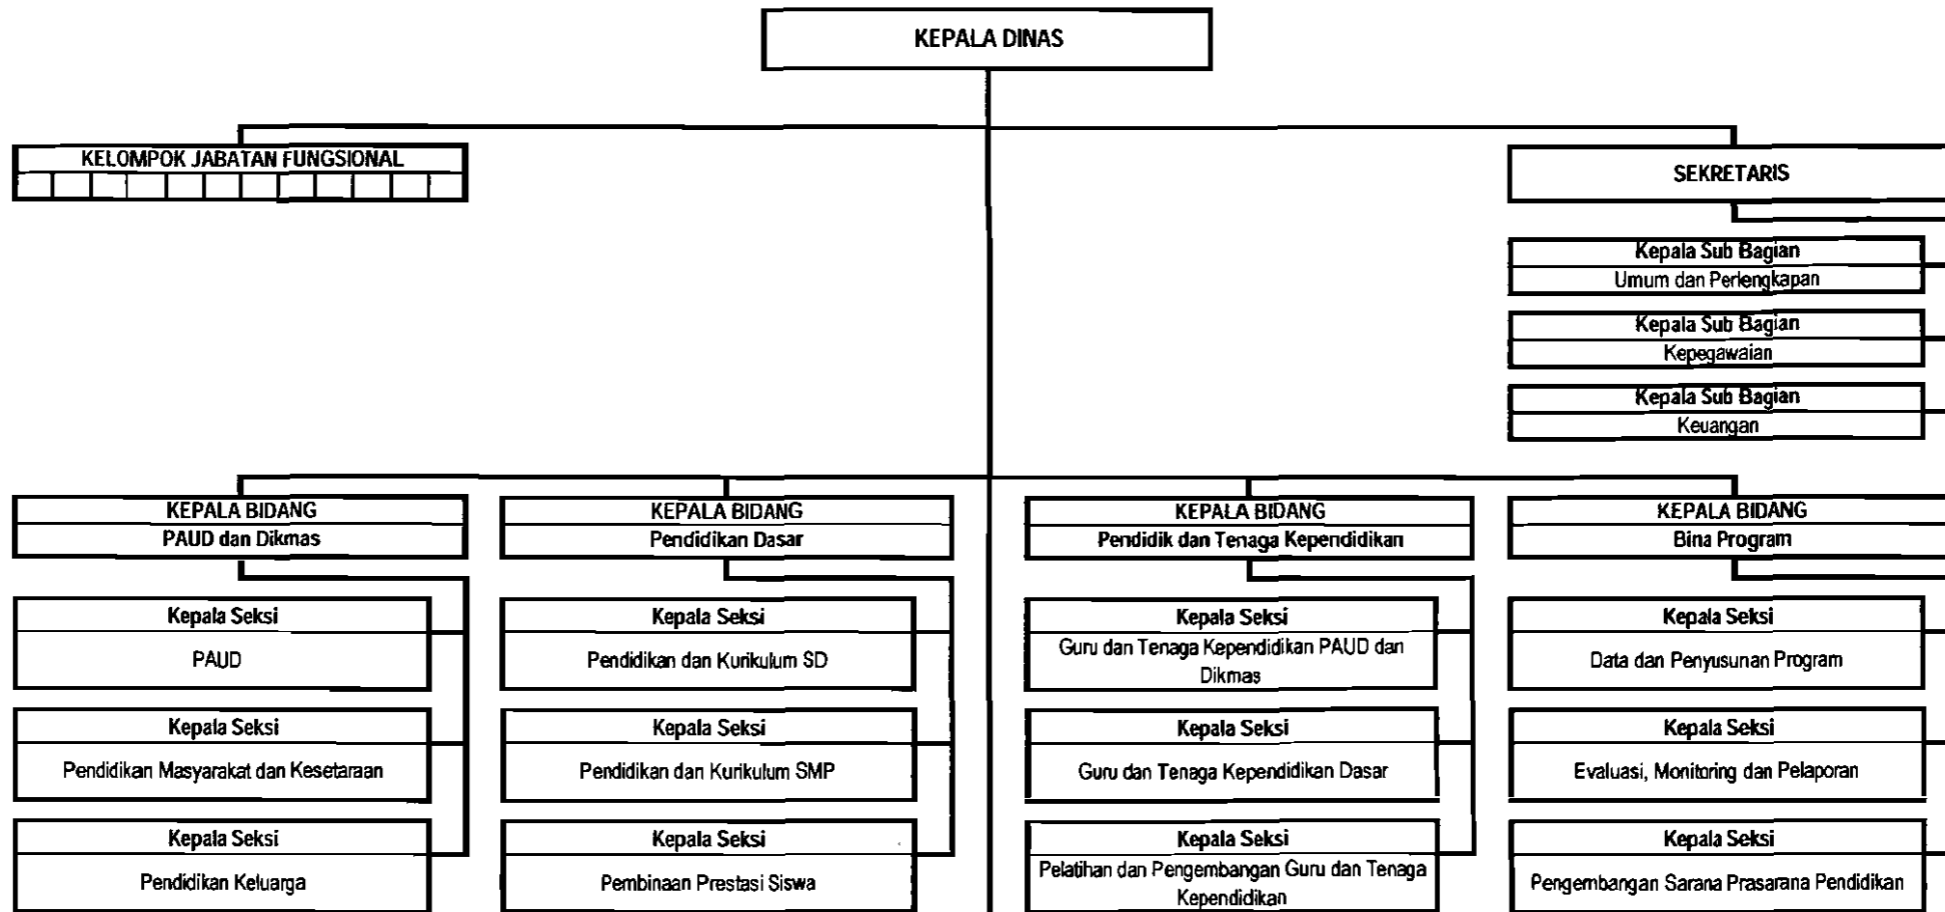 KEPALA DINAS
KELOMPOK JABATAN FUNGSIONAL
SEKRETARIS
Kepala Sub Bagian
Umum dan Perlengkapan
Kepala Sub Bagian
Kepegawaian
Kepala Sub Bagian
Keuangan
KEPALA BIDANG
PAUD dan Dikmas
KEPALA BIDANG
Pendidikan Dasar
KEPALA BIDANG
Pendidik dan Tenaga Kependidikan
KEPALA BIDANG
Bina Program
Kepala Seksi
PAUD
Kepala Seksi
Pendidikan dan Kurikulum SD
Kepala Seksi
Guru dan Tenaga Kependidikan PAUD dan
Dikmas
Kepala Seksi
Data dan Penyusunan Program
Kepala Seksi
Pendidikan Masyarakat dan Kesetaraan
Kepala Seksi
Pendidikan dan Kurikulum SMP
Kepala Seksi
Guru dan Tenaga Kependidikan Dasar
Kepala Seksi
Evaluasi, Monitoring dan Pelaporan
Kepala Seksi
Pendidikan Keluarga
Kepala Seksi
Pembinaan Prestasi Siswa
Kepala Seksi
Pelatihan dan Pengembangan Guru dan Tenaga
Kependidikan
Kepala Seksi
Pengembangan Sarana Prasarana Pendidikan